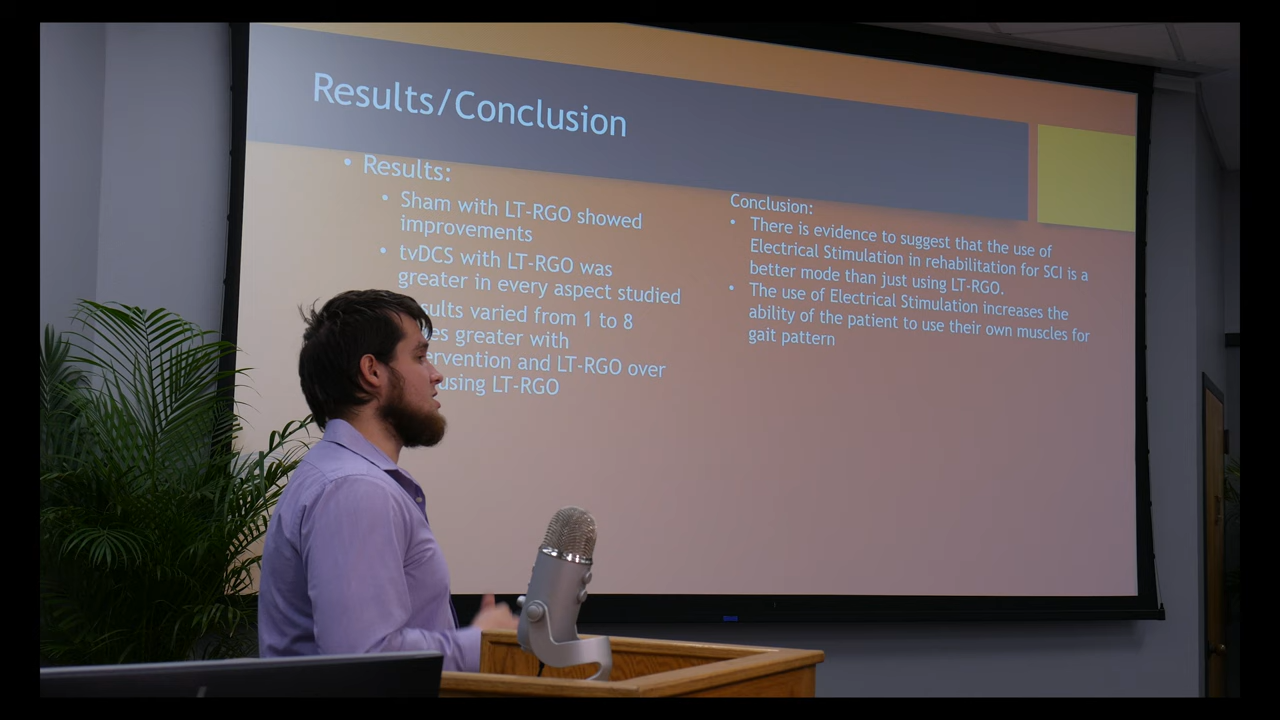 Results/Conclusion
• Results:
• Sham with LT-RGO showed
improvements
• tvDCS with LT-RGO was
greater in every aspect studied
varied from 1 to 8
greater with
and LT-RGO over
using LT-RGO
Conclusion:
• There is evidence to suggest that the use of
Electrical Stimulation in rehabilitation for SCI is a
better mode than just using LT-RGO.
• The use of Electrical Stimulation increases the
ability of the patient to use their own muscles for
gait pattern